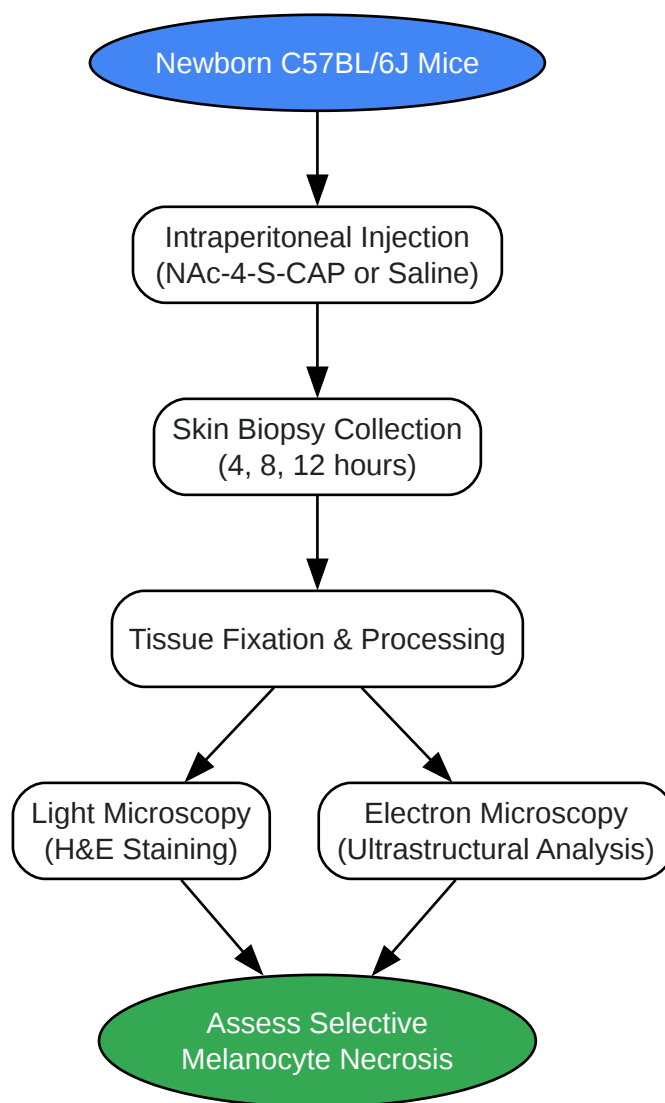 Newborn C57BL/6J Mice
Intraperitoneal Injection
(NAc-4-S-CAP or Saline)
Skin Biopsy Collection
(4, 8, 12 hours)
Tissue Fixation & Processing
Light Microscopy
(H&E Staining)
Electron Microscopy
(Ultrastructural Analysis)
Assess Selective
Melanocyte Necrosis